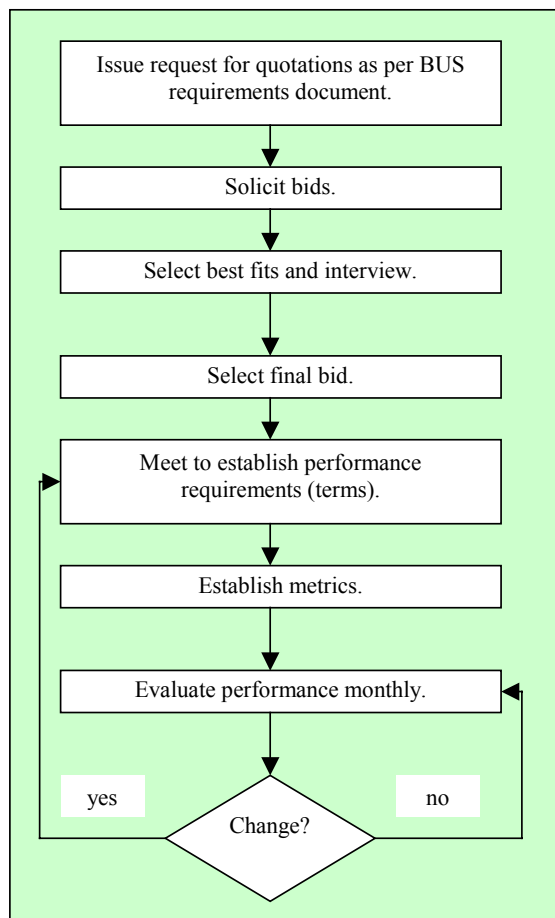 Issue request for quotations as per BUS
requirements document.
Solicit bids.
Select best fits and interview.
Select final bid.
Meet to establish performance
requirements (terms).
Establish metrics.
Evaluate performance monthly.
yes
no
Change?